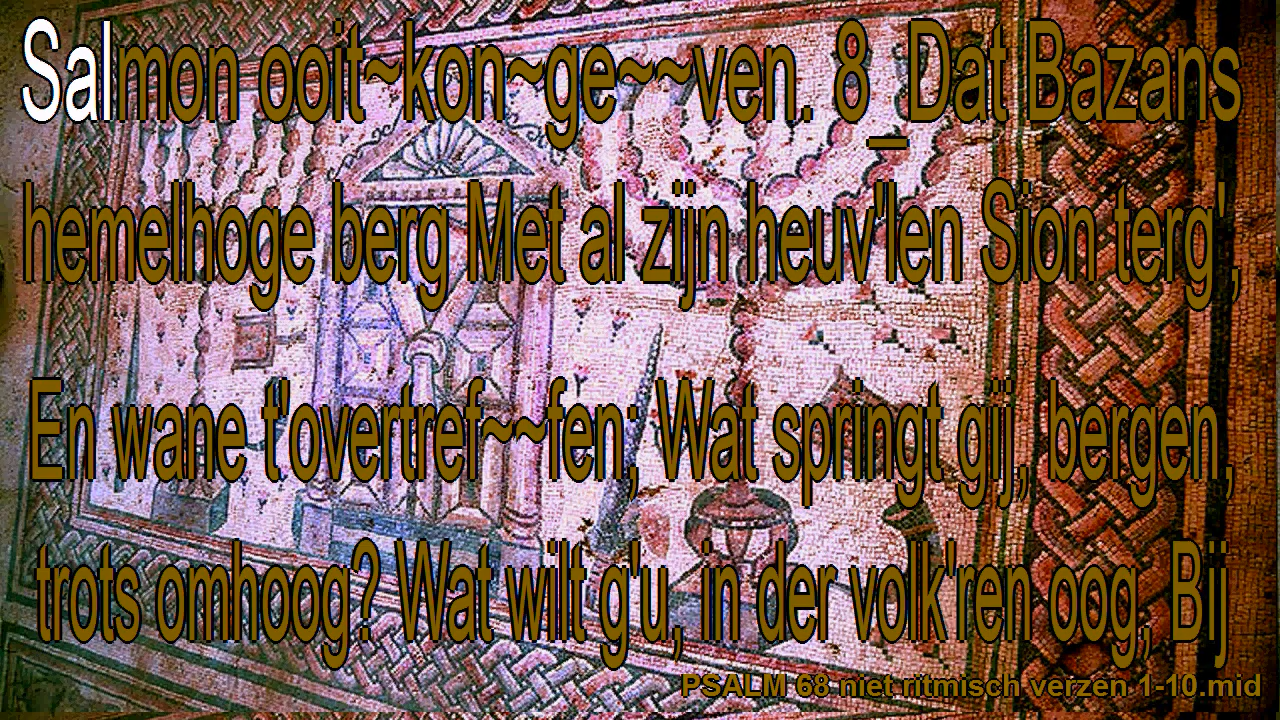 Salmon ooit~kon~ge~~ven. 8_Dat Bazans
hemelhoge berg Met al zijn heuv'len Sion terg',
En wane t'overtref~~fen; Wat springt gij, bergen,
trots omhoog? Wat wilt g'u, in der volk'ren oog, Bij
PSALM 68 niet ritmisch verzen 1-10.mid